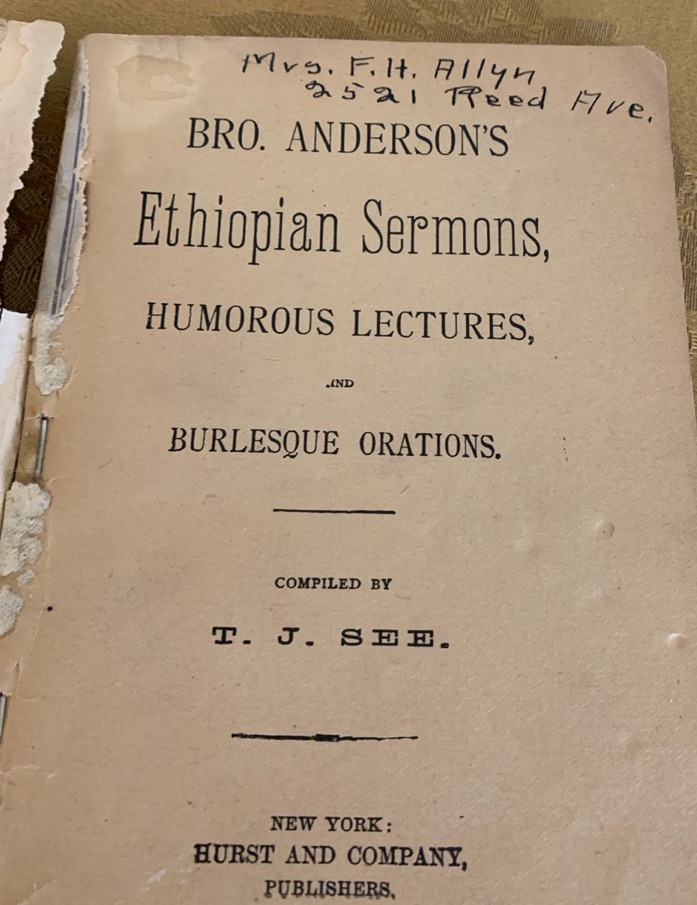 Mrs. F.H. Allyn
2521 Reed Ave.
BRO. ANDERSON'S
Ethiopian Sermons,
HUMOROUS LECTURES,
AND
BURLESQUE ORATIONS.
COMPILED BY
T. J. SEE.
NEW YORK:
HURST AND COMPANY,
PUBLISHERS.